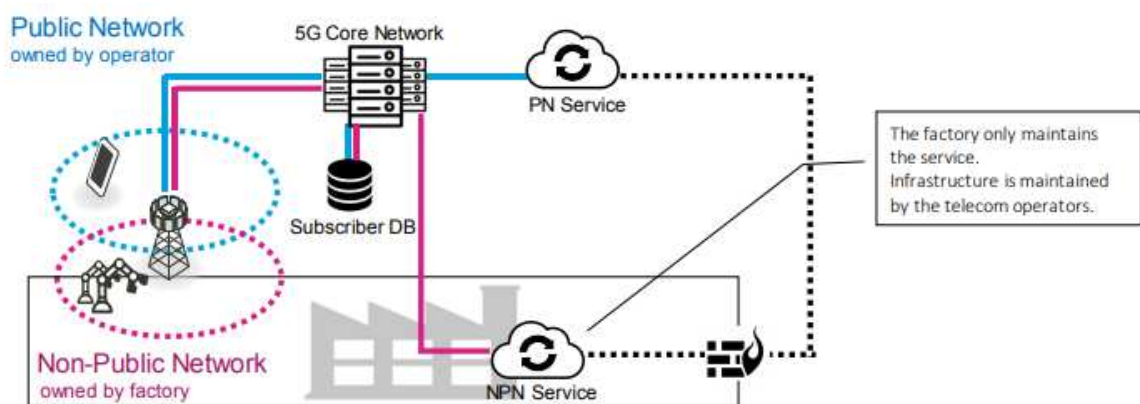 Public Network
owned by operator
5G Core Network
PN Service
The factory only maintains
the service.
Infrastructure is maintained
by the telecom operators.
Subscriber DB
Non-Public Network
owned by factory
NPN Service